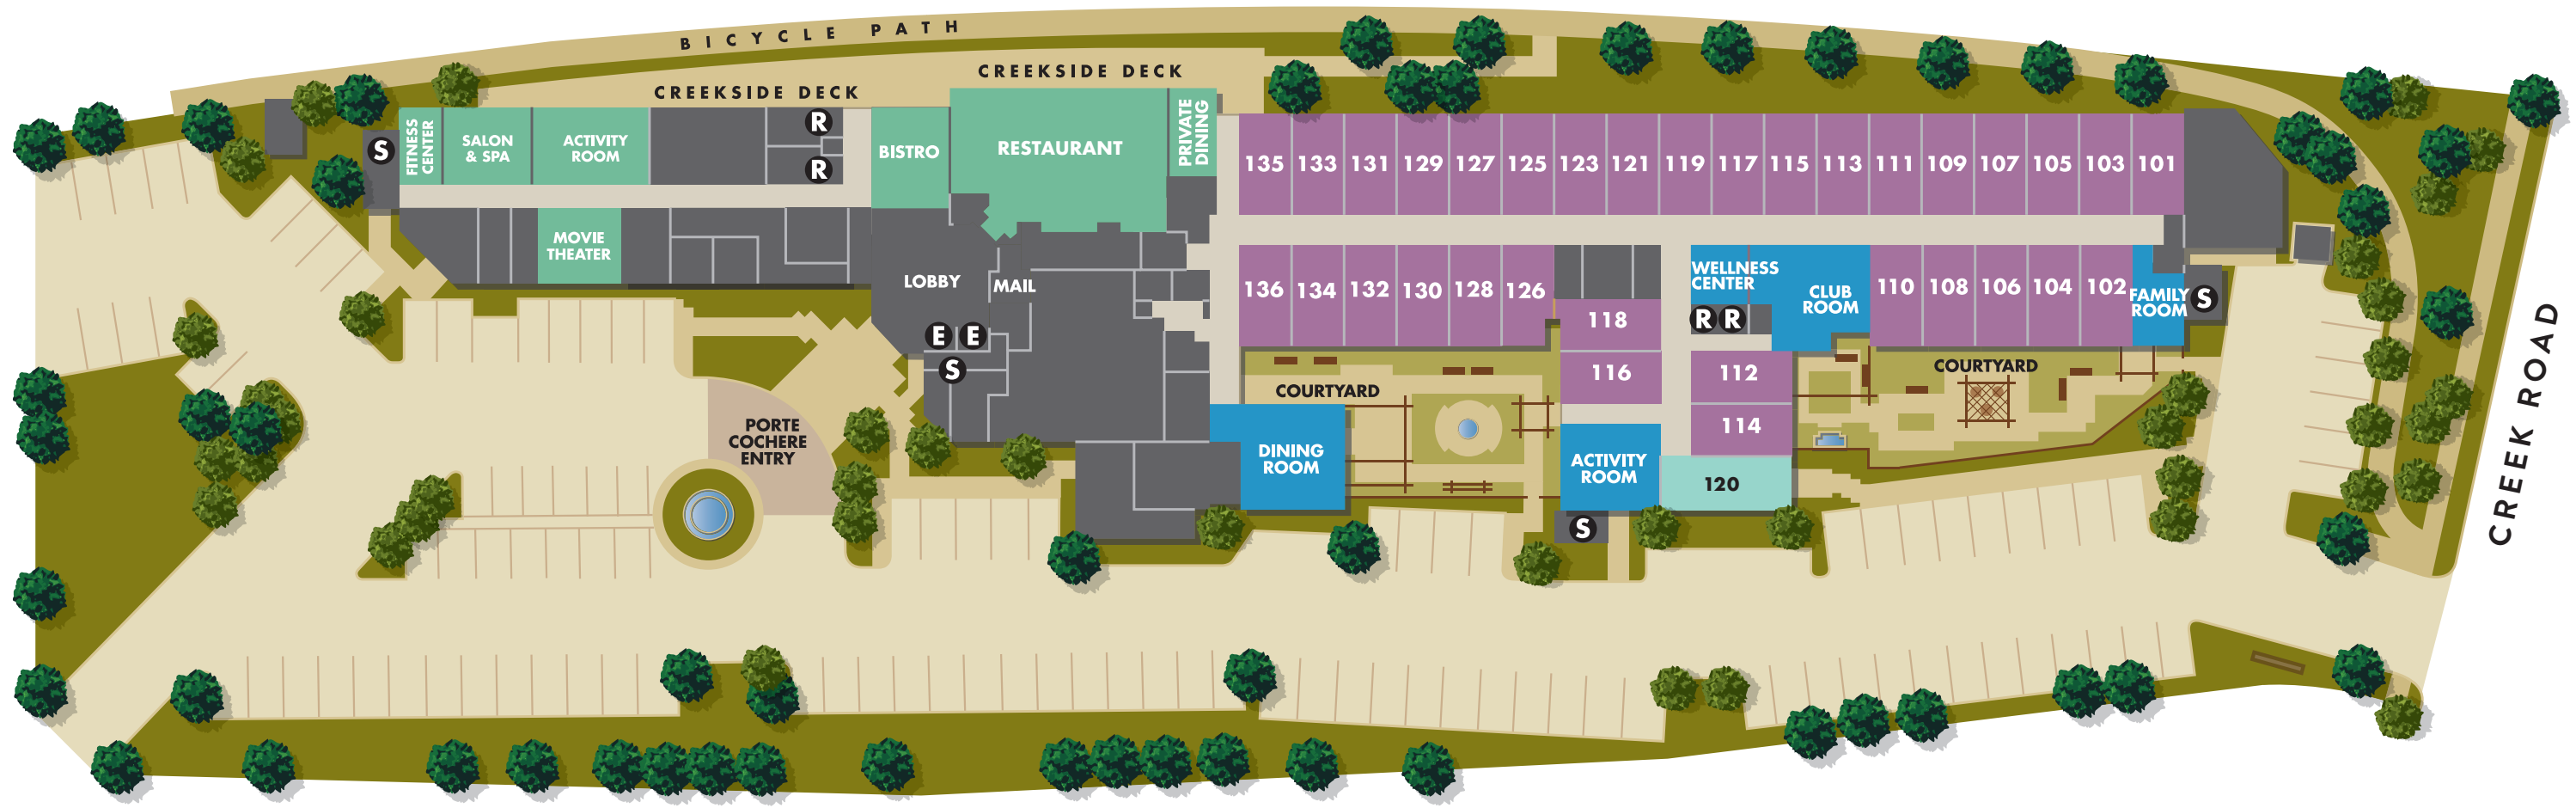 BICYCLE PATH
CREEKSIDE DECK
CREEKSIDE DECK
S
FITNESS
CENTER
SALON
& SPA
ACTIVITY
ROOM
R
R
BISTRO
RESTAURANT
PRIVATE
DINING
135 133 131 129 127 125 123 121 119 117 115 113 111 109 107 105 103 101
MOVIE
THEATER
LOBBY
MAIL
E E
S
136 134 132 130 128 126
118
116
WELLNESS
CENTER
R R
CLUB
ROOM
110 108 106 104 102
FAMILY
ROOM
S
112
114
120
COURTYARD
COURTYARD
PORTE
COCHERE
ENTRY
DINING
ROOM
ACTIVITY
ROOM
S
CREEK ROAD